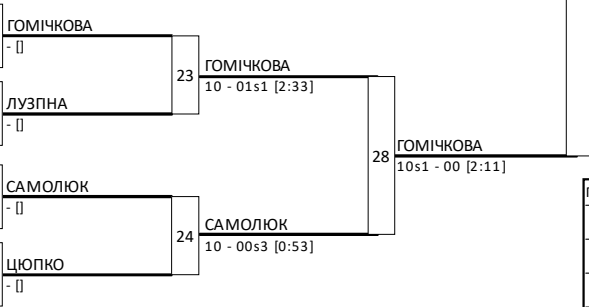 ГОМІЧКОВА
- []
23
ГОМІЧКОВА
10 - 01s1 [2:33]
ЛУЗПНА
- []
28
ГОМІЧКОВА
10s1 - 00 [2:11]
САМОЛЮК
- []
24
САМОЛЮК
10 - 00s3 [0:53]
ЦЮПКО
- []